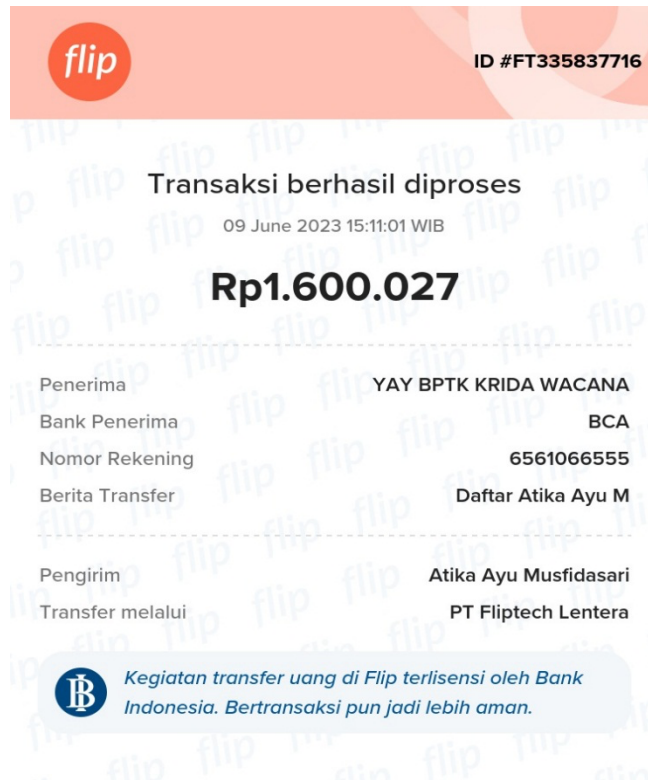 flip
ID #FT335837716
Transaksi berhasil diproses
09 June 2023 15:11:01 WIB
Rp1.600.027
Penerima YAY BPTK KRIDA WACANA
Bank Penerima BCA
Nomor Rekening 6561066555
Berita Transfer Daftar Atika Ayu M
Pengirim Atika Ayu Musfidasari
Transfer melalui PT Fliptech Lentera
Kegiatan transfer uang di Flip terlisensi oleh Bank
Indonesia. Bertransaksi pun jadi lebih aman.